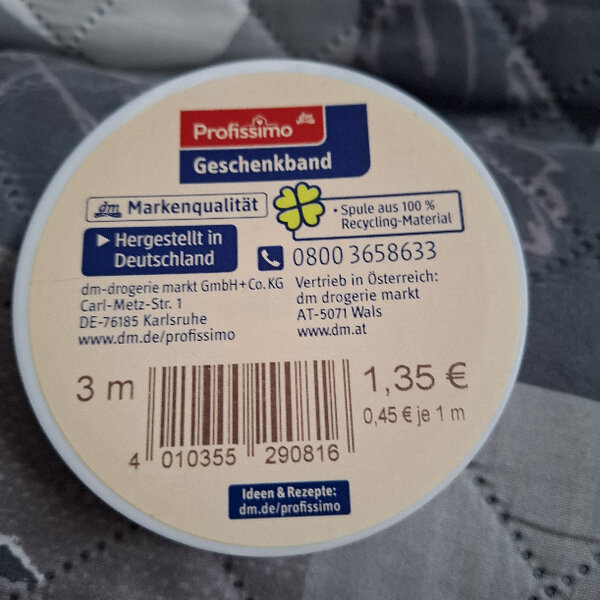 Profissimo dm
Geschenkband
dm Markenqualität
• Spule aus 100 %
Recycling-Material
▶ Hergestellt in
Deutschland
0800 3658633
dm-drogerie markt GmbH+Co.KG
Carl-Metz-Str. 1
DE-76185 Karlsruhe
www.dm.de/profissimo
Vertrieb in Österreich:
dm drogerie markt
AT-5071 Wals
www.dm.at
3 m
1,35 €
0,45 € je 1 m
4 010355 290816
Ideen & Rezepte:
dm.de/profissimo